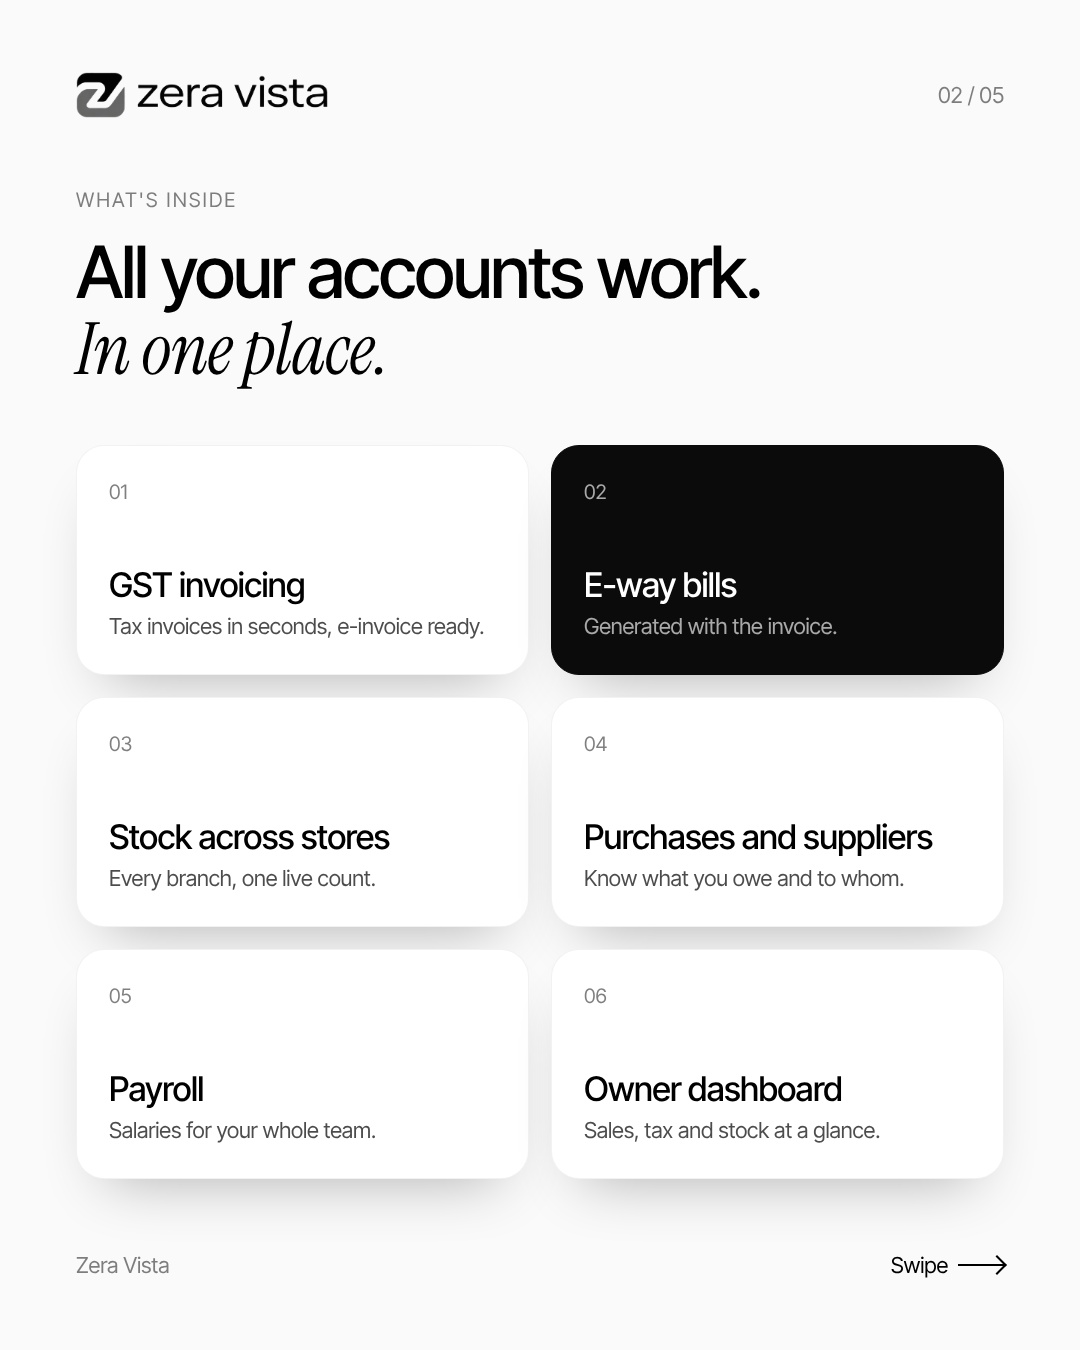 zera vista
02 / 05
WHAT'S INSIDE
All your accounts work.
In one place.
01
GST invoicing
Tax invoices in seconds, e-invoice ready.
02
E-way bills
Generated with the invoice.
03
Stock across stores
Every branch, one live count.
04
Purchases and suppliers
Know what you owe and to whom.
05
Payroll
Salaries for your whole team.
06
Owner dashboard
Sales, tax and stock at a glance.
Zera Vista
Swipe